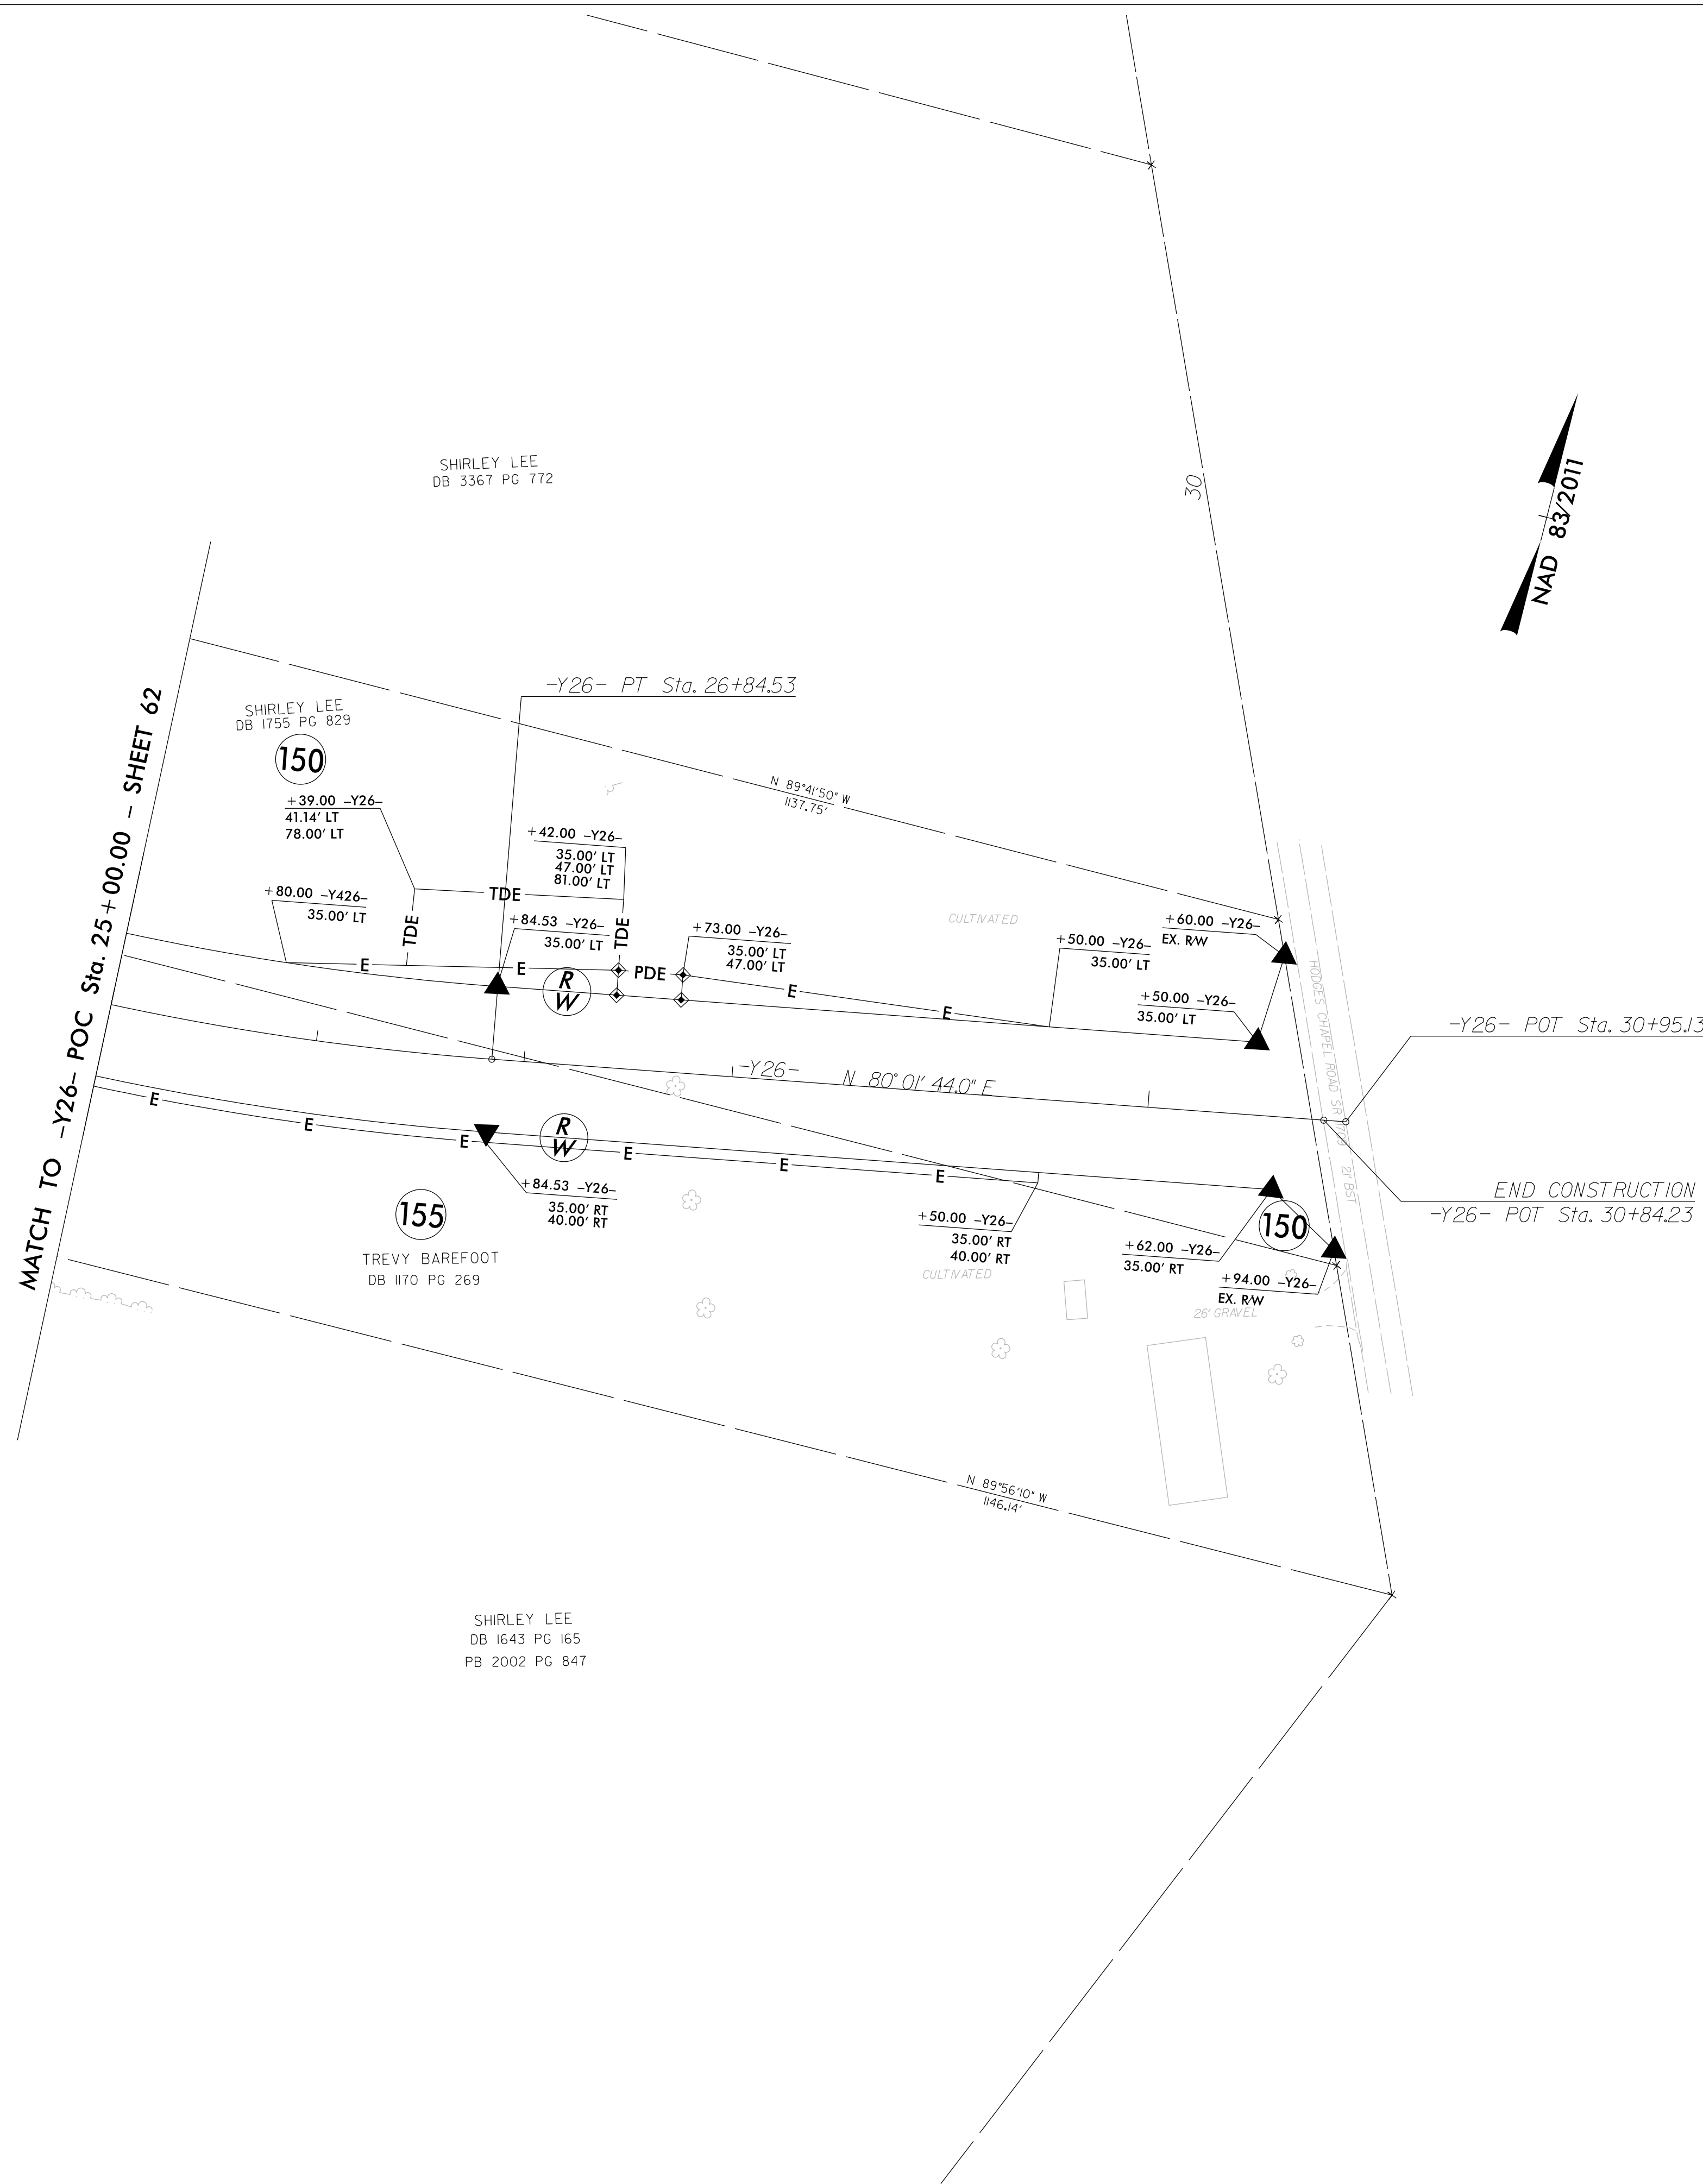 30
NAD 83/2011
SHIRLEY LEE
DB 3367 PG 772
MATCH TO -Y26- POC Sta. 25+00.00 - SHEET 62
-Y26- PT Sta. 26+84.53
SHIRLEY LEE
DB 1755 PG 829
150
N 89°41'50" W
1137.75'
+39.00 -Y26-
41.14' LT
78.00' LT
+42.00 -Y26-
35.00' LT
47.00' LT
81.00' LT
+80.00 -Y426-
35.00' LT
TDE
TDE
TDE
+84.53 -Y26-
35.00' LT
+73.00 -Y26-
35.00' LT
47.00' LT
CULTIVATED
+60.00 -Y26-
EX. R/W
+50.00 -Y26-
35.00' LT
+50.00 -Y26-
35.00' LT
E
E
PDE
E
E
R
W
HODGES CHAPEL ROAD SR 1709
21' BST
-Y26- POT Sta. 30+95.13
-Y26-
N 80° 01' 44.0" E
E
E
E
E
E
E
R
W
END CONSTRUCTION
-Y26- POT Sta. 30+84.23
+84.53 -Y26-
35.00' RT
40.00' RT
155
TREVY BAREFOOT
DB 1170 PG 269
+50.00 -Y26-
35.00' RT
40.00' RT
CULTIVATED
150
+62.00 -Y26-
35.00' RT
+94.00 -Y26-
EX. R/W
26' GRAVEL
N 89°56'10" W
1146.14'
SHIRLEY LEE
DB 1643 PG 165
PB 2002 PG 847